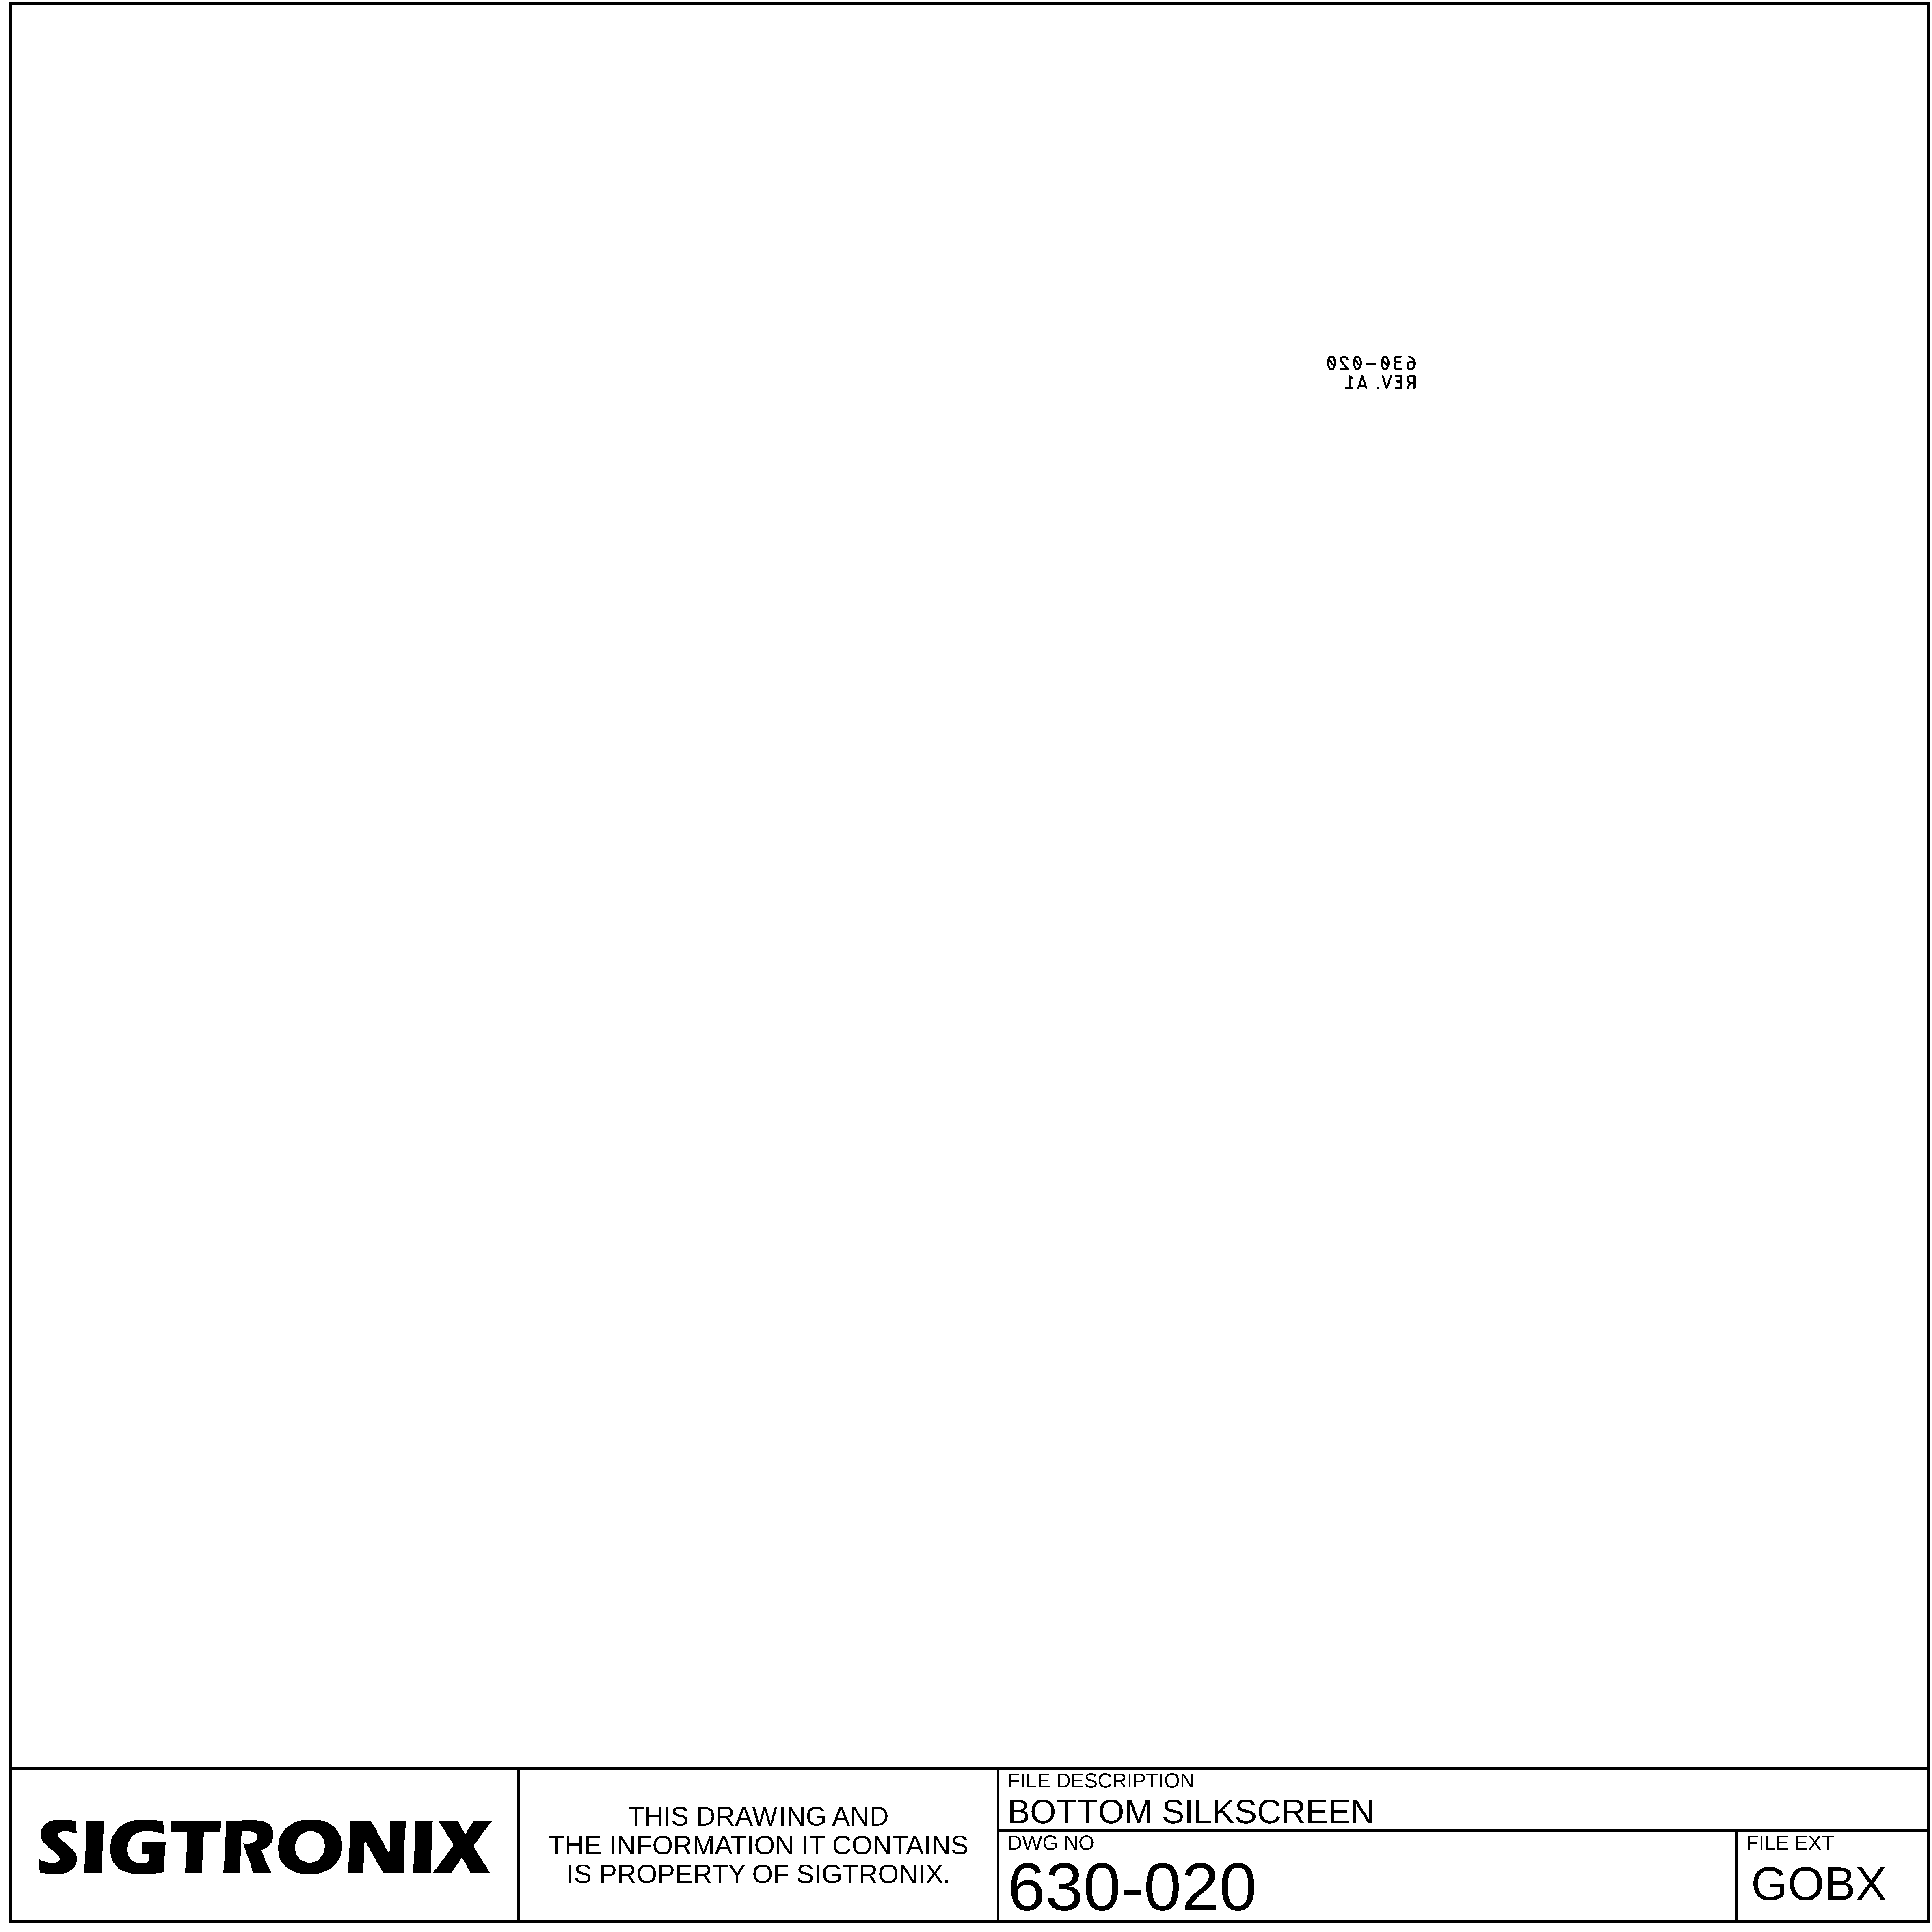 630-020
REV. A1
SIGTRONIX
THIS DRAWING AND
THE INFORMATION IT CONTAINS
IS PROPERTY OF SIGTRONIX.
FILE DESCRIPTION
BOTTOM SILKSCREEN
DWG NO
630-020
FILE EXT
GOBX